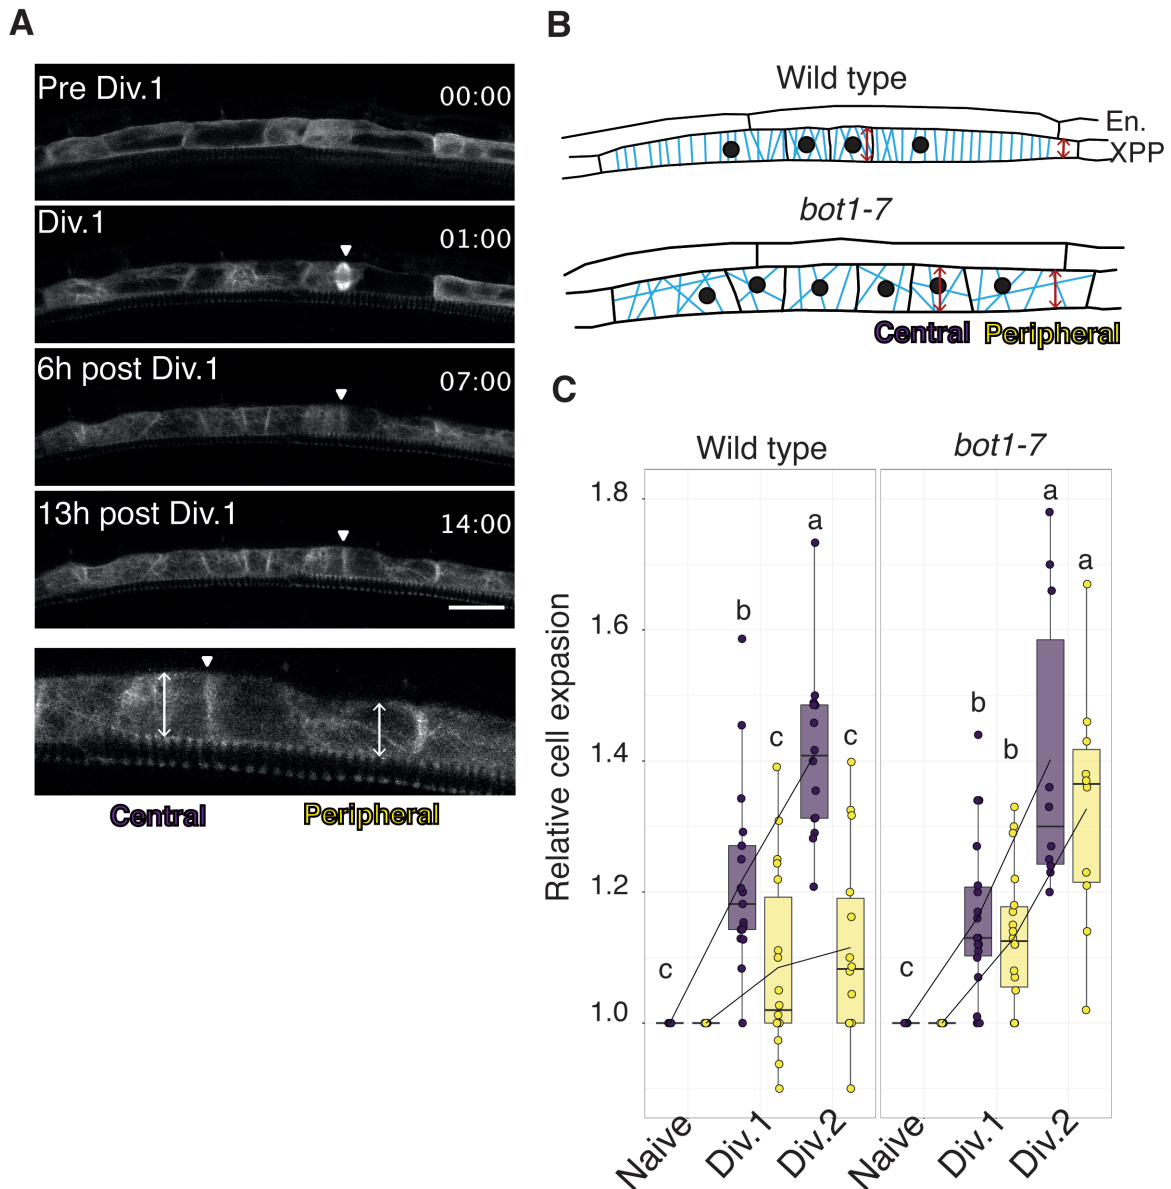 A
Pre Div.1
00:00
Div.1
01:00
6h post Div.1
07:00
13h post Div.1
14:00
Central
Peripheral
B
Wild type
En.
XPP
bot1-7
Central
Peripheral
C
Wild type
bot1-7
Relative cell expasion
1.8
1.6
1.4
1.2
1.0
c
b
c
a
c
c
b
b
a
a
Naive
Div.1
Div.2
Naive
Div.1
Div.2